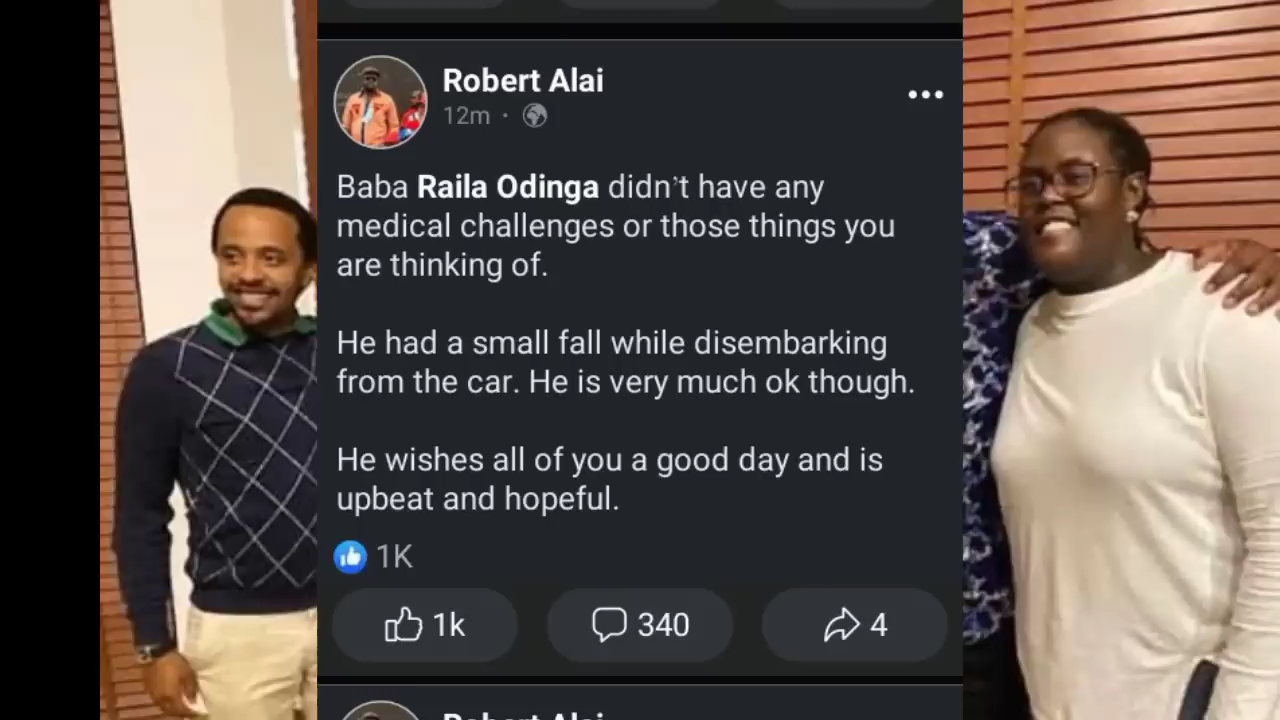 Robert Alai
12m ·
Baba Raila Odinga didn't have any
medical challenges or those things you
are thinking of.
He had a small fall while disembarking
from the car. He is very much ok though.
He wishes all of you a good day and is
upbeat and hopeful.
1K
1k
340
4
Robert Alai